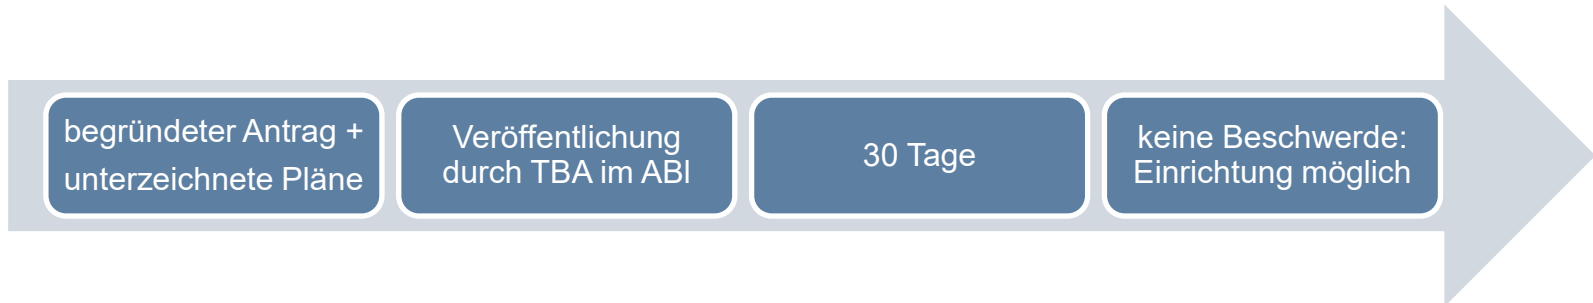 begründeter Antrag +
unterzeichnete Pläne
Veröffentlichung
durch TBA im ABl
30 Tage
keine Beschwerde:
Einrichtung möglich